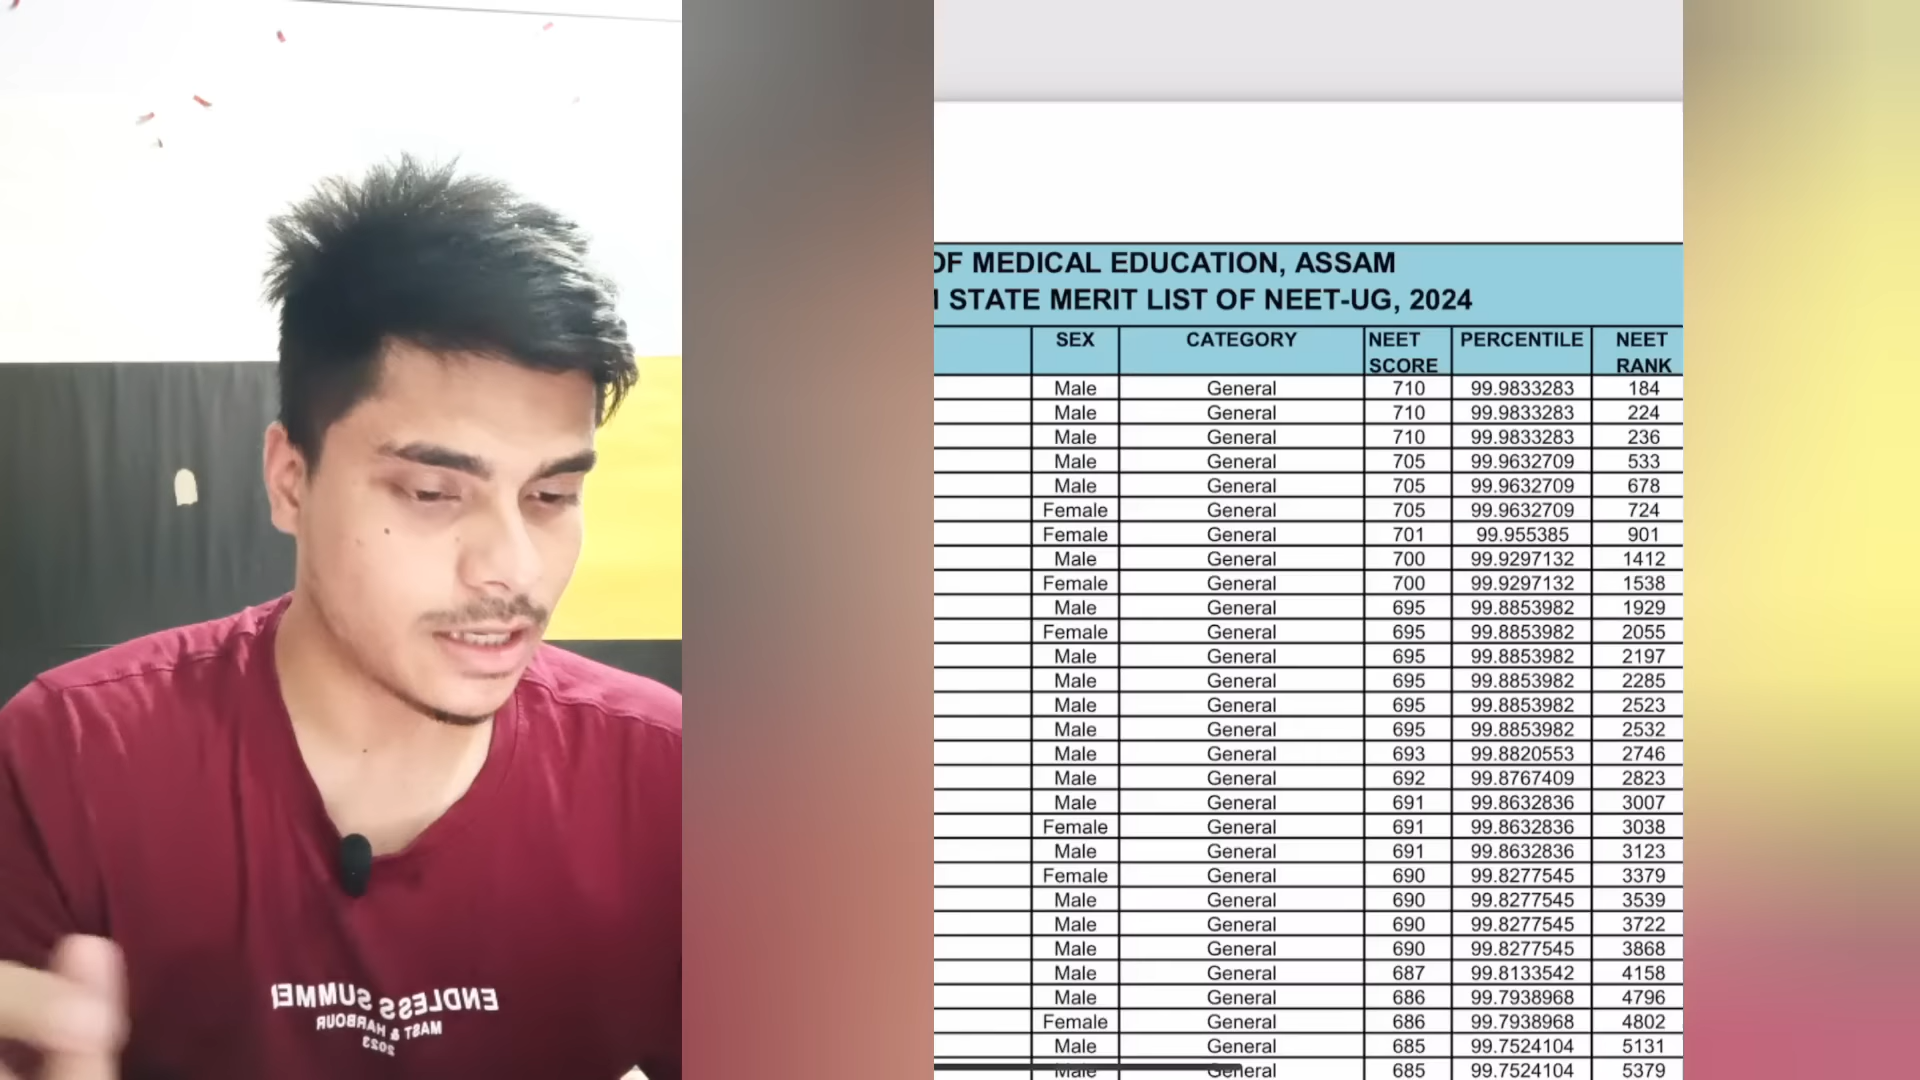 ENDLESS SUMMER
MAST & HARBOUR
2023
OF MEDICAL EDUCATION, ASSAM
STATE MERIT LIST OF NEET-UG, 2024
SEX CATEGORY NEET SCORE PERCENTILE NEET RANK
Male General 710 99.9833283 184
Male General 710 99.9833283 224
Male General 710 99.9833283 236
Male General 705 99.9632709 533
Male General 705 99.9632709 678
Female General 705 99.9632709 724
Female General 701 99.955385 901
Male General 700 99.9297132 1412
Female General 700 99.9297132 1538
Male General 695 99.8853982 1929
Female General 695 99.8853982 2055
Male General 695 99.8853982 2197
Male General 695 99.8853982 2285
Male General 695 99.8853982 2523
Male General 695 99.8853982 2532
Male General 693 99.8820553 2746
Male General 692 99.8767409 2823
Male General 691 99.8632836 3007
Female General 691 99.8632836 3038
Male General 691 99.8632836 3123
Female General 690 99.8277545 3379
Male General 690 99.8277545 3539
Male General 690 99.8277545 3722
Male General 690 99.8277545 3868
Male General 687 99.8133542 4158
Male General 686 99.7938968 4796
Female General 686 99.7938968 4802
Male General 685 99.7524104 5131
Male General 685 99.7524104 5379